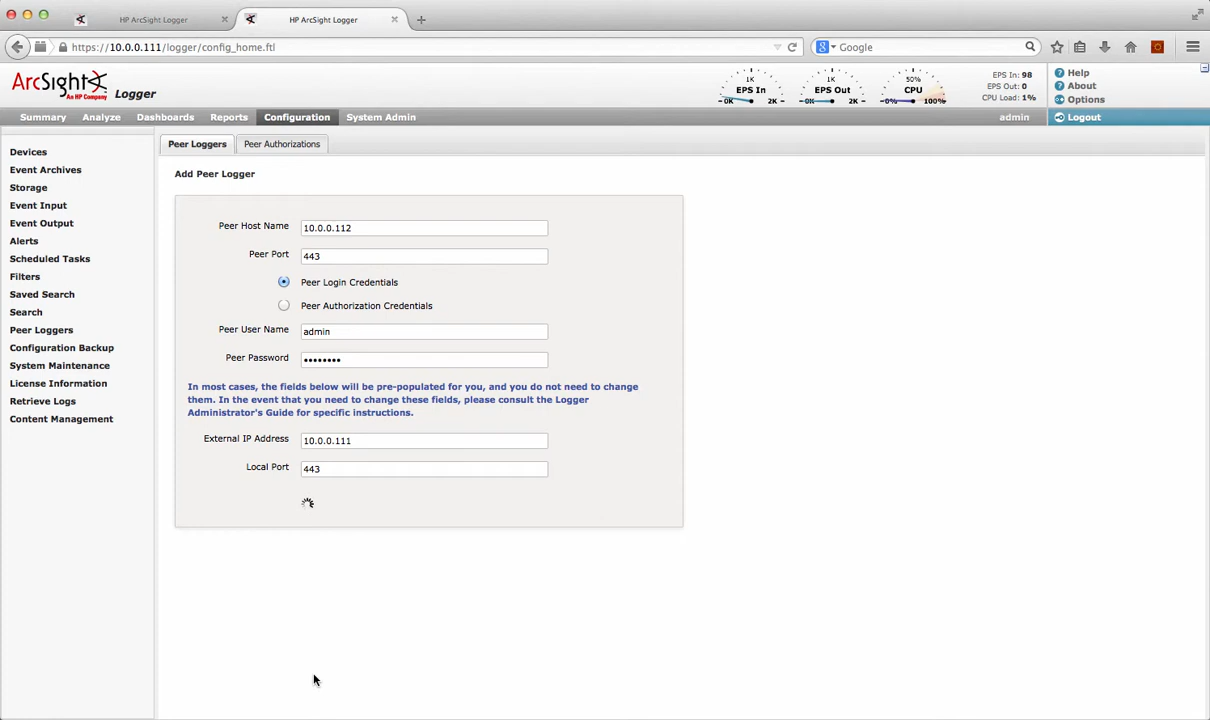 HP ArcSight Logger
HP ArcSight Logger
https://10.0.0.111/logger/config_home.ftl
Google
ArcSight
An HP Company
Logger
1K
EPS In
0K 2K
1K
EPS Out
0K 2K
50%
CPU
0% 100%
EPS In: 98
EPS Out: 0
CPU Load: 1%
Help
About
Options
Summary Analyze Dashboards Reports Configuration System Admin admin Logout
Devices
Event Archives
Storage
Event Input
Event Output
Alerts
Scheduled Tasks
Filters
Saved Search
Search
Peer Loggers
Configuration Backup
System Maintenance
License Information
Retrieve Logs
Content Management
Peer Loggers Peer Authorizations
Add Peer Logger
Peer Host Name 10.0.0.112
Peer Port 443
Peer Login Credentials
Peer Authorization Credentials
Peer User Name admin
Peer Password ••••••••
In most cases, the fields below will be pre-populated for you, and you do not need to change
them. In the event that you need to change these fields, please consult the Logger
Administrator's Guide for specific instructions.
External IP Address 10.0.0.111
Local Port 443